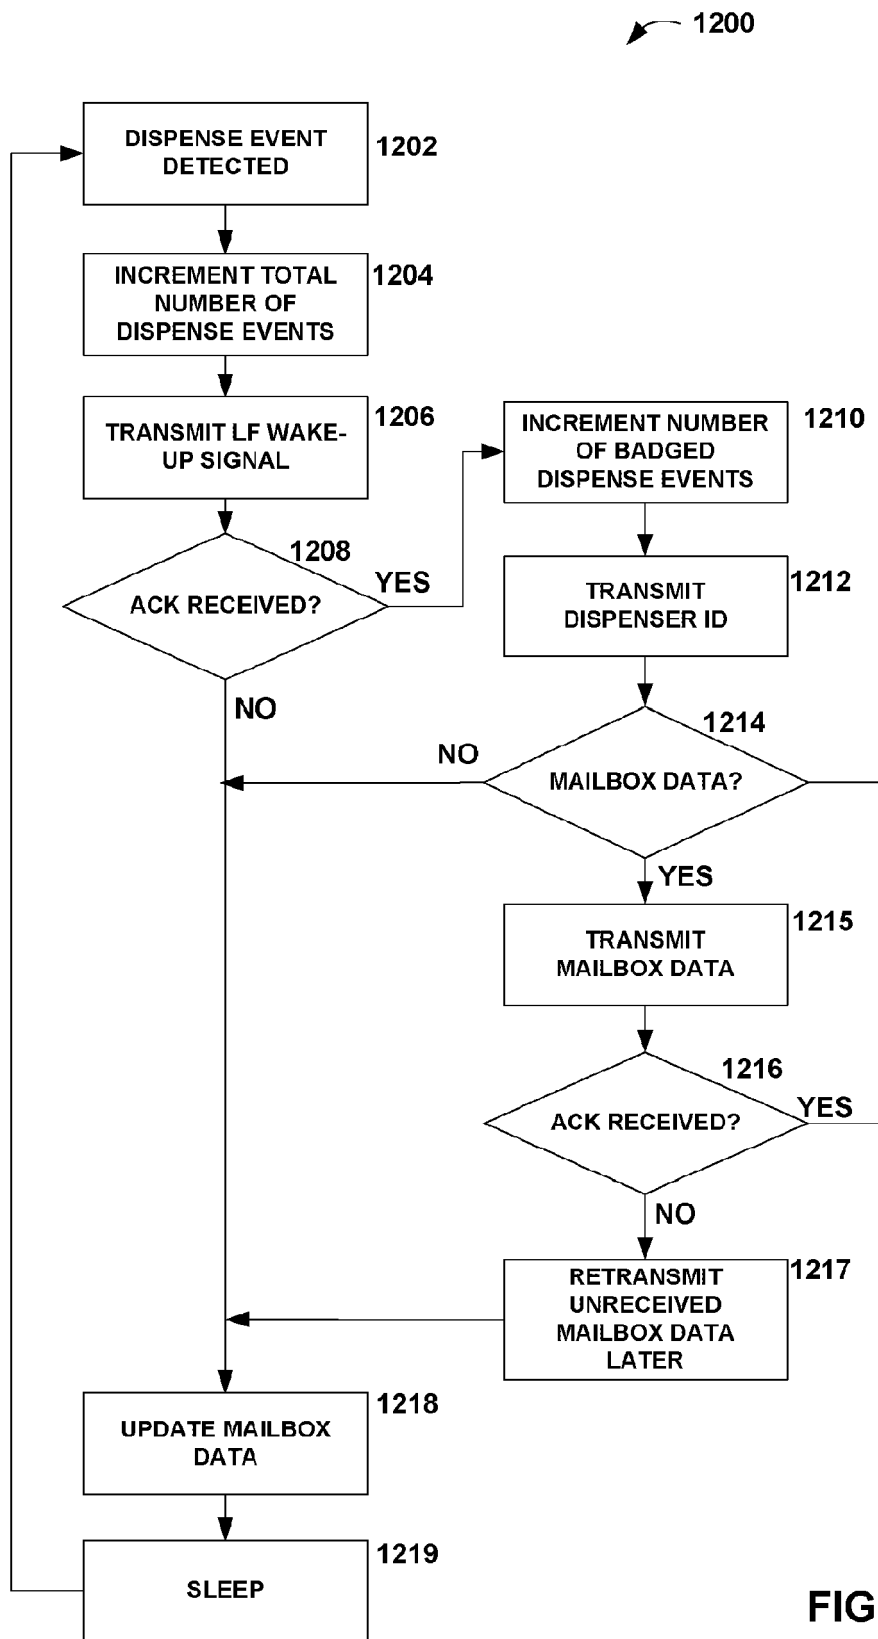 1200
DISPENSE EVENT
DETECTED
1202
INCREMENT TOTAL
NUMBER OF
DISPENSE EVENTS
1204
TRANSMIT LF WAKE-
UP SIGNAL
1206
ACK RECEIVED?
1208
YES
NO
INCREMENT NUMBER
OF BADGED
DISPENSE EVENTS
1210
TRANSMIT
DISPENSER ID
1212
MAILBOX DATA?
1214
NO
YES
TRANSMIT
MAILBOX DATA
1215
ACK RECEIVED?
1216
YES
NO
RETRANSMIT
UNRECEIVED
MAILBOX DATA
LATER
1217
UPDATE MAILBOX
DATA
1218
SLEEP
1219
FIG